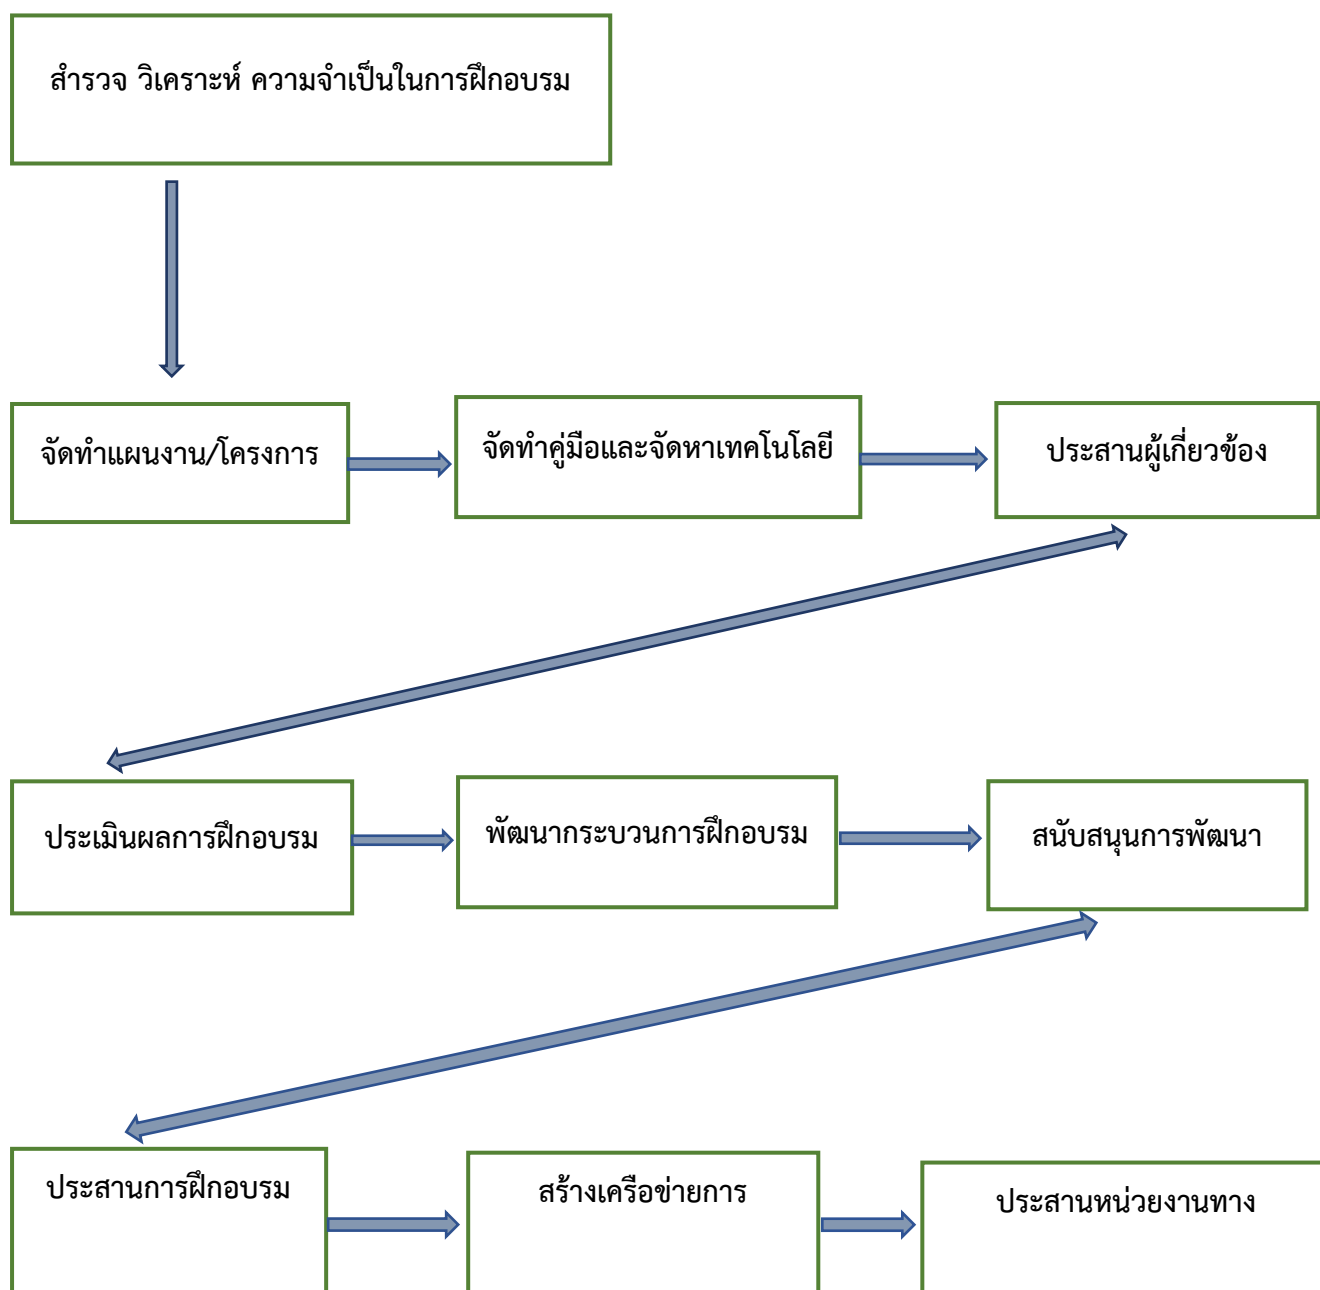 สำรวจ วิเคราะห์ ความจำเป็นในการฝึกอบรม
จัดทำแผนงาน/โครงการ
จัดทำคู่มือและจัดหาเทคโนโลยี
ประสานผู้เกี่ยวข้อง
ประเมินผลการฝึกอบรม
พัฒนากระบวนการฝึกอบรม
สนับสนุนการพัฒนา
ประสานการฝึกอบรม
สร้างเครือข่ายการ
ประสานหน่วยงานทาง